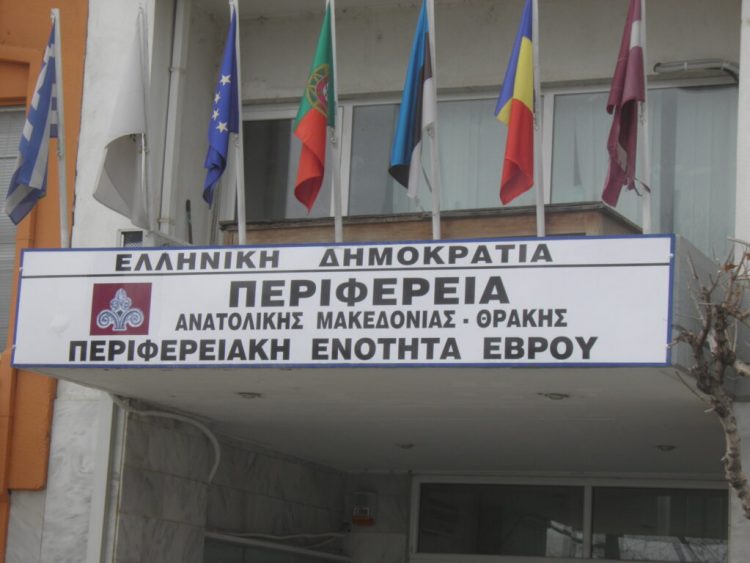 ΕΛΛΗΝΙΚΗ ΔΗΜΟΚΡΑΤΙΑ
ΠΕΡΙΦΕΡΕΙΑ
ΑΝΑΤΟΛΙΚΗΣ ΜΑΚΕΔΟΝΙΑΣ - ΘΡΑΚΗΣ
ΠΕΡΙΦΕΡΕΙΑΚΗ ΕΝΟΤΗΤΑ ΕΒΡΟΥ